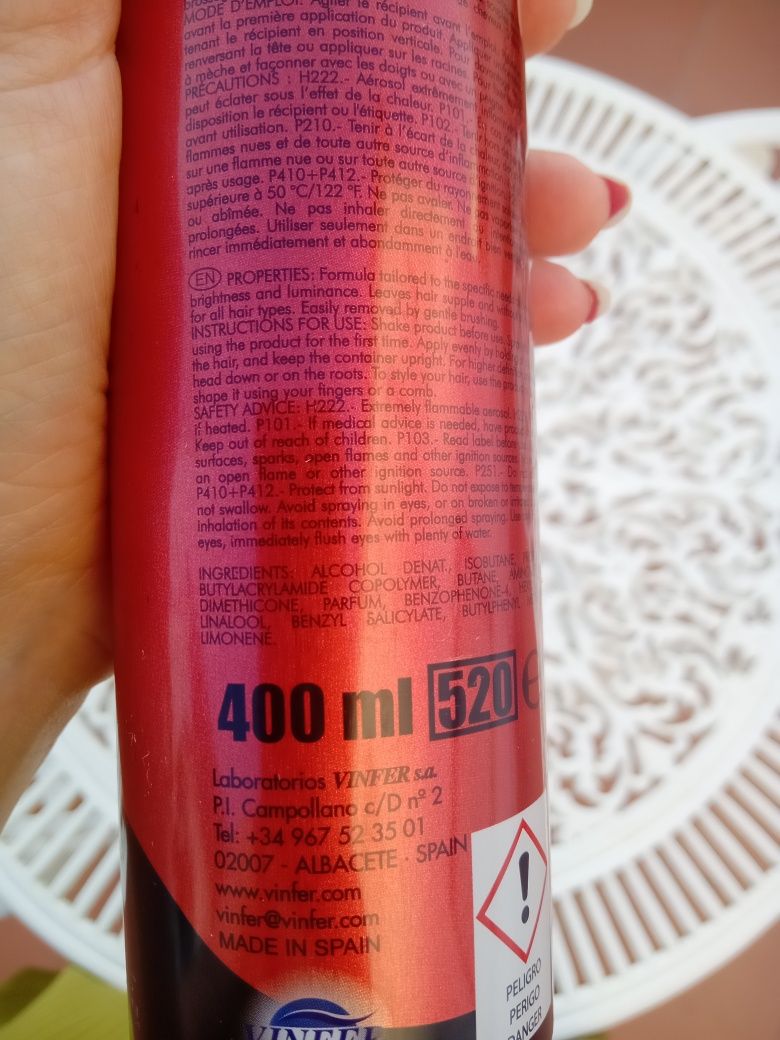 MODE D'EMPLOI: Agiter le récipient avant l'emploi,
avant la première application du produit.
tenant le récipient en position verticale. Pour
renversant la tête ou appliquer sur les racines
à mèche et façonner avec les doigts ou avec un
PRÉCAUTIONS : H222.- Aérosol extrêmement
peut éclater sous l'effet de la chaleur. P101
disposition le récipient ou l'étiquette. P102.-
avant utilisation. P210.- Tenir à l'écart de la
flammes nues et de toute autre source
sur une flamme nue ou sur toute autre source
après usage. P410+P412.- Protéger du
supérieure à 50 °C/122 °F. Ne pas avaler.
ou abîmée. Ne pas inhaler directement
prolongées. Utiliser seulement dans un endroit bien
rincer immédiatement et abondamment à
EN PROPERTIES: Formula tailored to the specific
brightness and luminance. Leaves hair supple and
for all hair types. Easily removed by gentle brushing.
INSTRUCTIONS FOR USE: Shake product before use.
using the product for the first time. Apply evenly by
the hair, and keep the container upright. For higher
head down or on the roots. To style your hair, use the
shape it using your fingers or a comb.
SAFETY ADVICE: H222.- Extremely flammable aerosol.
if heated. P101.- If medical advice is needed, have
Keep out of reach of children. P103.- Read label before
surfaces, sparks, open flames and other ignition sources
an open flame or other ignition source. P251.- Do
P410+P412.- Protect from sunlight. Do not expose to
not swallow. Avoid spraying in eyes, or on broken or
inhalation of its contents. Avoid prolonged spraying.
eyes, immediately flush eyes with plenty of water.
INGREDIENTS: ALCOHOL DENAT., ISOBUTANE,
BUTYLACRYLAMIDE COPOLYMER, BUTANE,
DIMETHICONE, PARFUM, BENZOPHENONE-4,
LINALOOL, BENZYL SALICYLATE, BUTYLPHENYL
LIMONENE.
400 ml 520 e
Laboratorios VINFER s.a.
P.I. Campollano c/D nº 2
Tel: +34 967 52 35 01
02007 - ALBACETE - SPAIN
www.vinfer.com
vinfer@vinfer.com
MADE IN SPAIN
VINFER
PELIGRO
PERIGO
DANGER